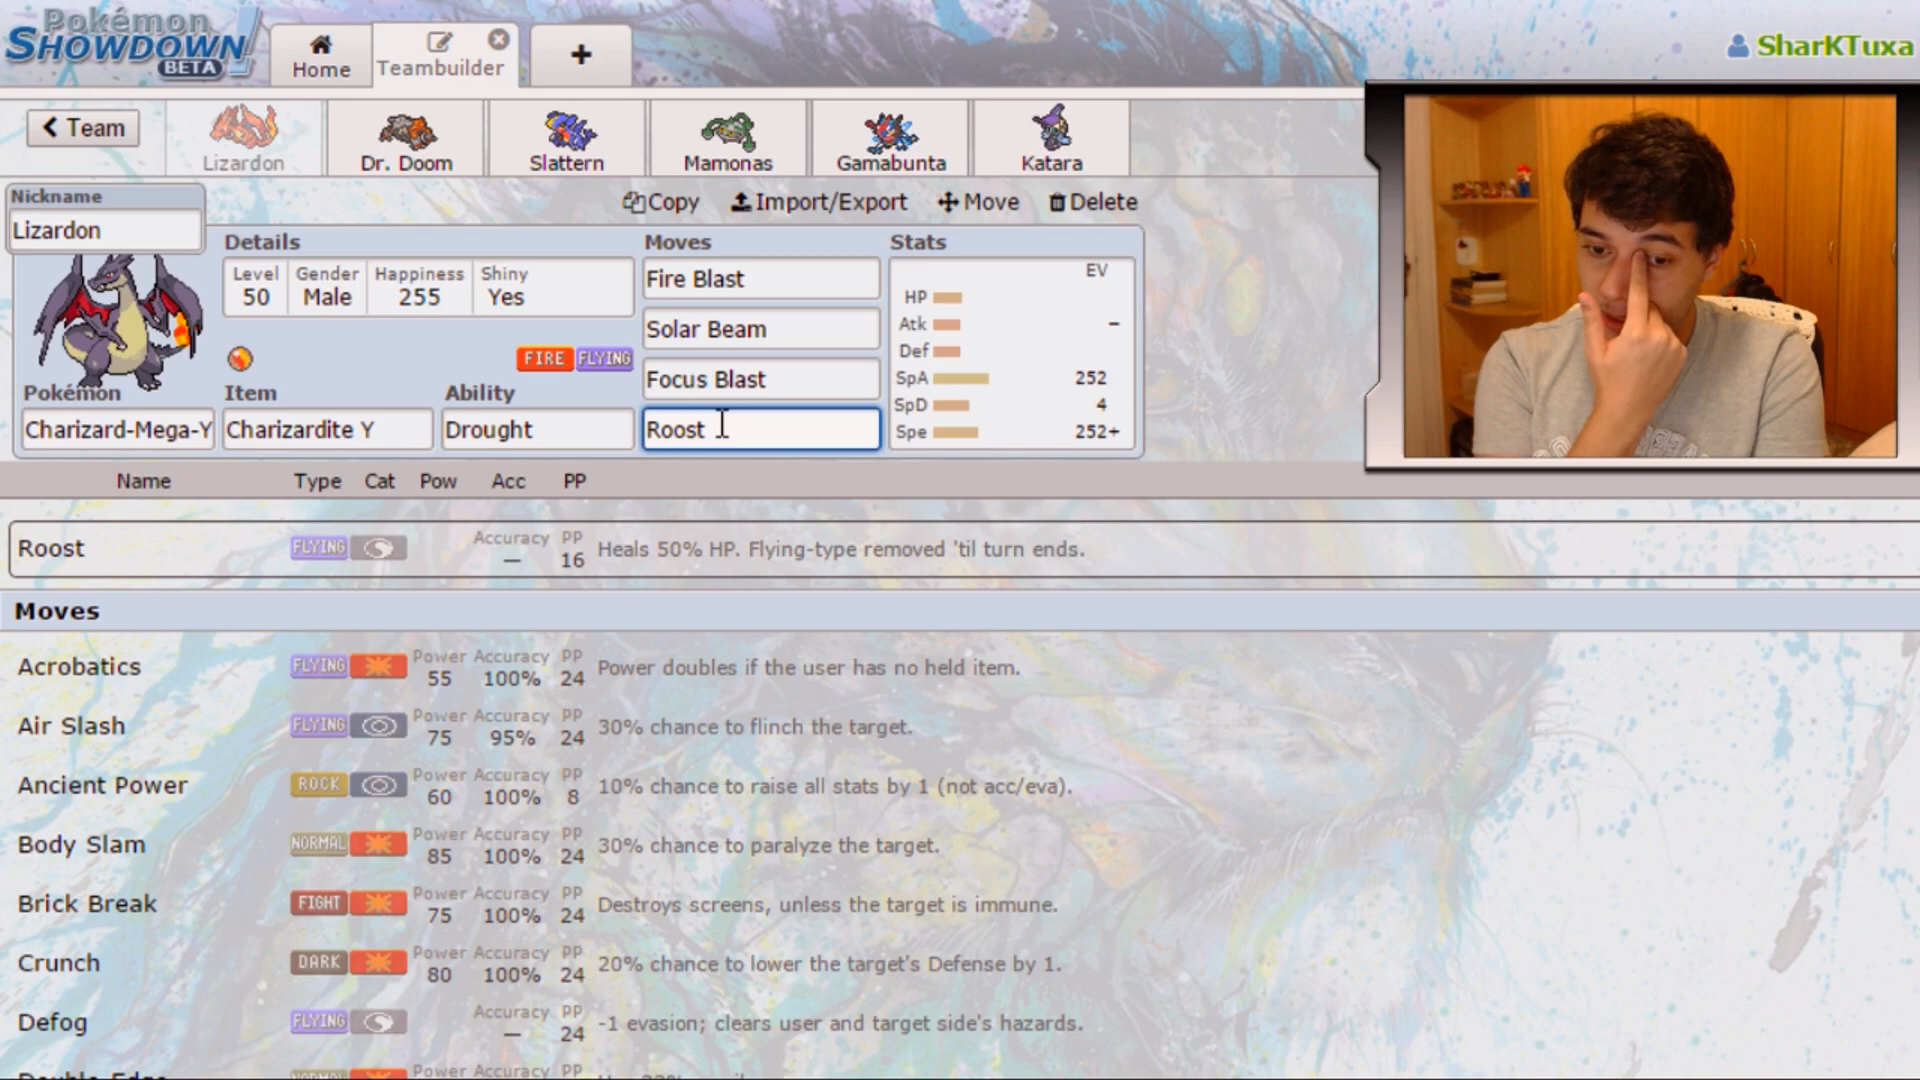 Pokémon
SHOWDOWN!
BETA
Home
Teambuilder
+
SharKTuxa
Team
Lizardon
Dr. Doom
Slattern
Mamonas
Gamabunta
Katara
Copy
Import/Export
Move
Delete
Nickname
Lizardon
Details
Level
50
Gender
Male
Happiness
255
Shiny
Yes
FIRE FLYING
Pokémon
Charizard-Mega-Y
Item
Charizardite Y
Ability
Drought
Moves
Fire Blast
Solar Beam
Focus Blast
Roost
Stats
EV
HP
Atk –
Def
SpA 252
SpD 4
Spe 252+
Name Type Cat Pow Acc PP
Roost FLYING Accuracy — PP 16 Heals 50% HP. Flying-type removed 'til turn ends.
Moves
Acrobatics FLYING Power 55 Accuracy 100% PP 24 Power doubles if the user has no held item.
Air Slash FLYING Power 75 Accuracy 95% PP 24 30% chance to flinch the target.
Ancient Power ROCK Power 60 Accuracy 100% PP 8 10% chance to raise all stats by 1 (not acc/eva).
Body Slam NORMAL Power 85 Accuracy 100% PP 24 30% chance to paralyze the target.
Brick Break FIGHT Power 75 Accuracy 100% PP 24 Destroys screens, unless the target is immune.
Crunch DARK Power 80 Accuracy 100% PP 24 20% chance to lower the target's Defense by 1.
Defog FLYING Accuracy — PP 24 -1 evasion; clears user and target side's hazards.
Double-Edge NORMAL Power Accuracy PP